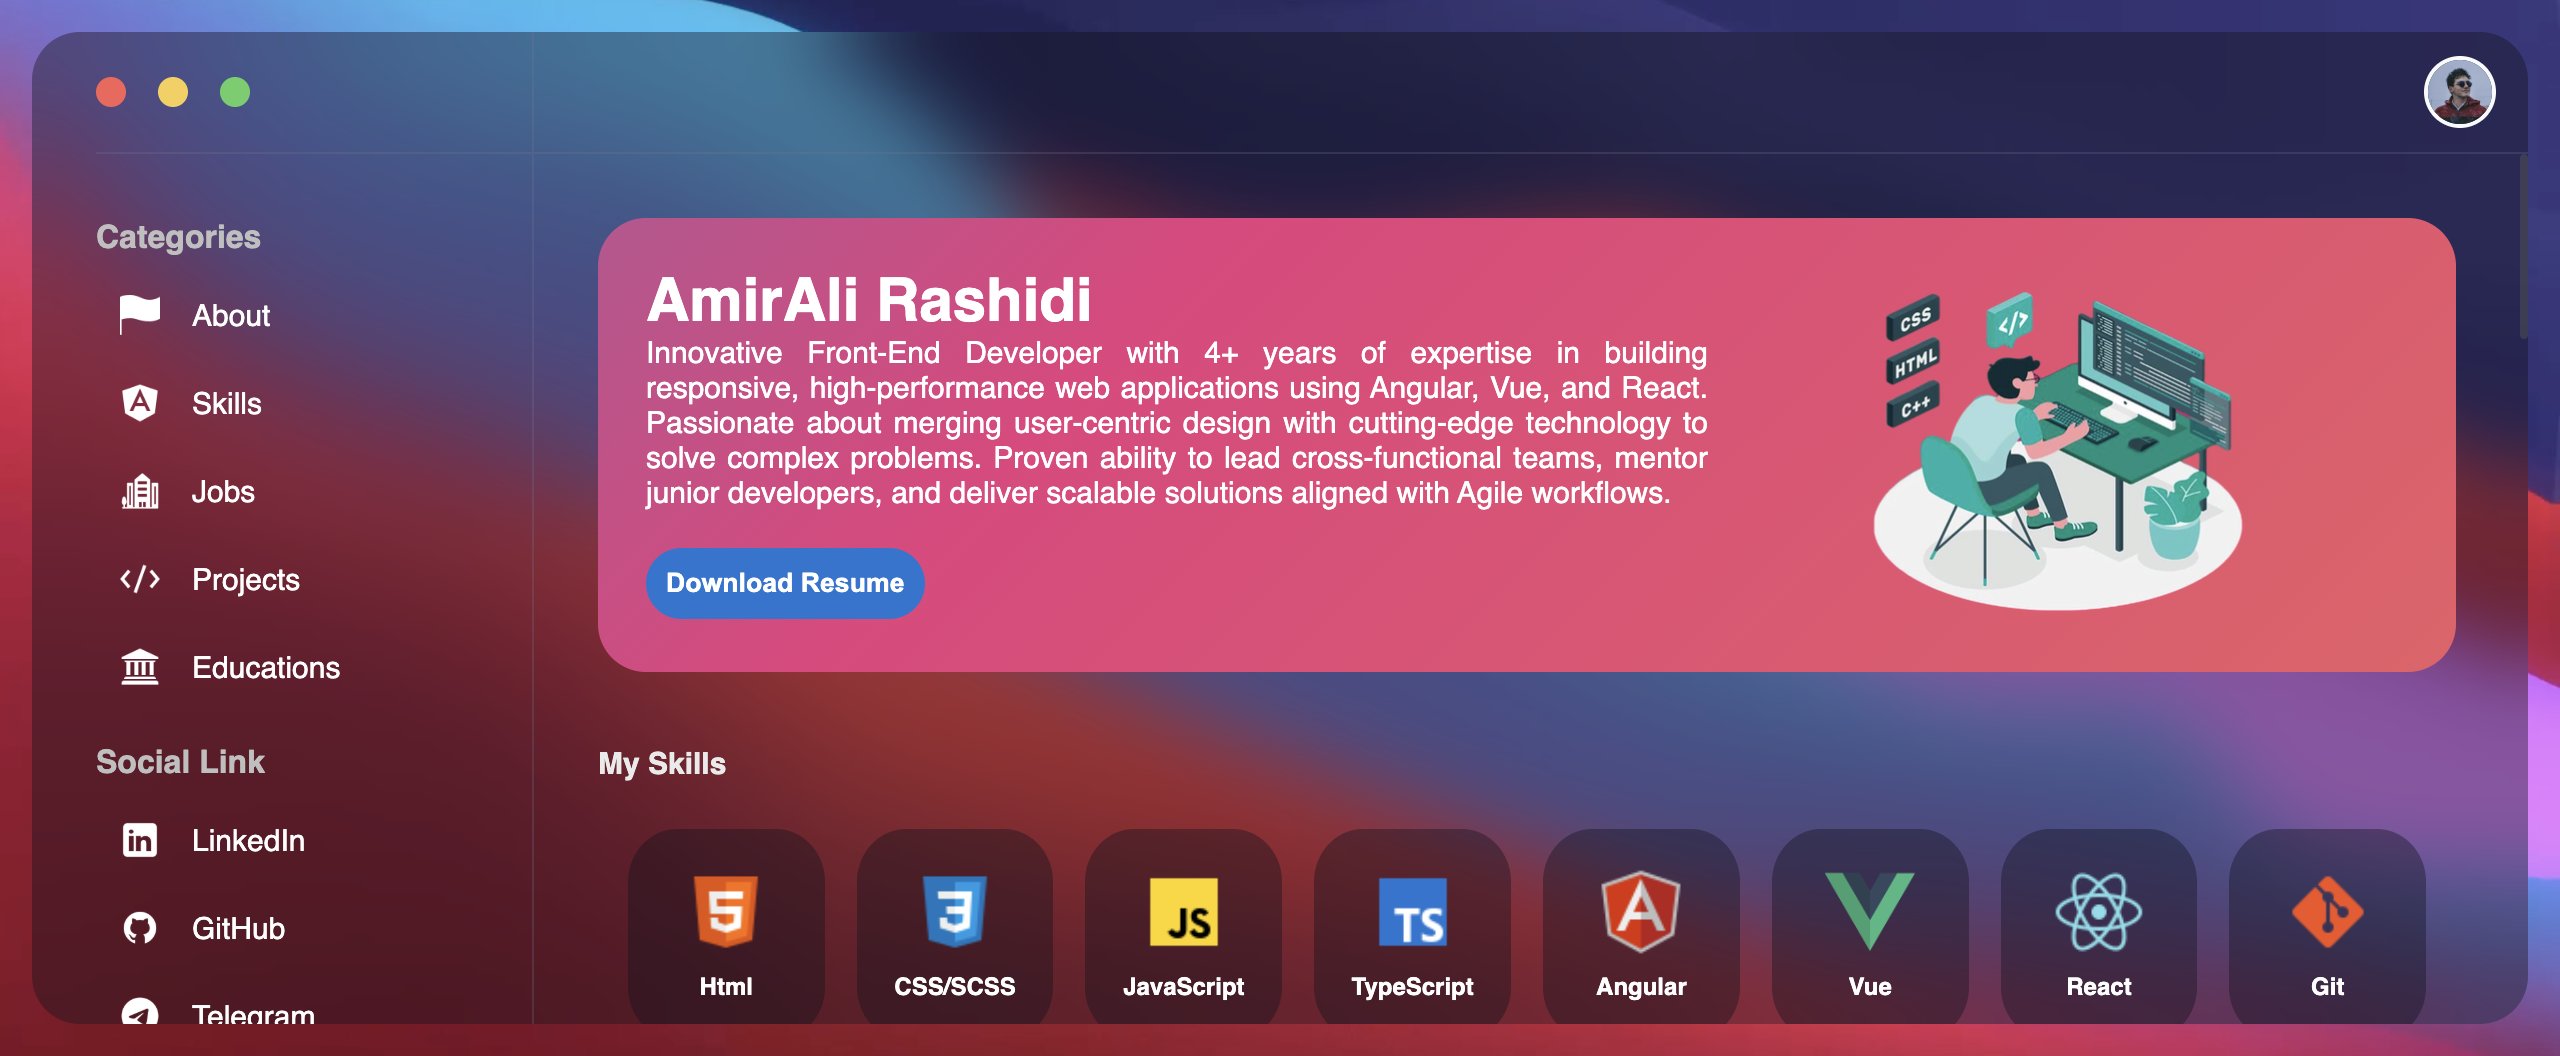 Categories
About
Skills
Jobs
Projects
Educations
Social Link
LinkedIn
GitHub
Telegram
AmirAli Rashidi
Innovative Front-End Developer with 4+ years of expertise in building
responsive, high-performance web applications using Angular, Vue, and React.
Passionate about merging user-centric design with cutting-edge technology to
solve complex problems. Proven ability to lead cross-functional teams, mentor
junior developers, and deliver scalable solutions aligned with Agile workflows.
Download Resume
CSS
</>
HTML
C++
My Skills
5
3
JS
TS
Html
CSS/SCSS
JavaScript
TypeScript
Angular
Vue
React
Git